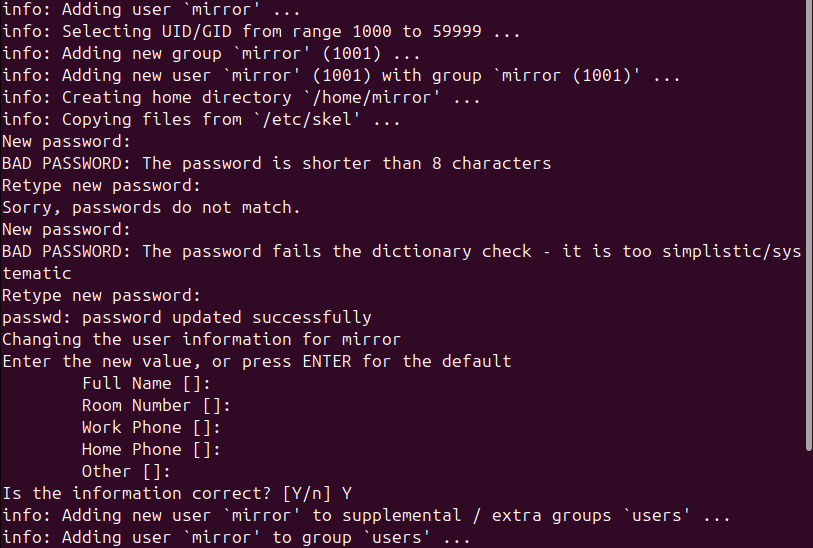 info: Adding user `mirror' ...
info: Selecting UID/GID from range 1000 to 59999 ...
info: Adding new group `mirror' (1001) ...
info: Adding new user `mirror' (1001) with group `mirror (1001)' ...
info: Creating home directory `/home/mirror' ...
info: Copying files from `/etc/skel' ...
New password:
BAD PASSWORD: The password is shorter than 8 characters
Retype new password:
Sorry, passwords do not match.
New password:
BAD PASSWORD: The password fails the dictionary check - it is too simplistic/sys
tematic
Retype new password:
passwd: password updated successfully
Changing the user information for mirror
Enter the new value, or press ENTER for the default
        Full Name []:
        Room Number []:
        Work Phone []:
        Home Phone []:
        Other []:
Is the information correct? [Y/n] Y
info: Adding new user `mirror' to supplemental / extra groups `users' ...
info: Adding user `mirror' to group `users' ...